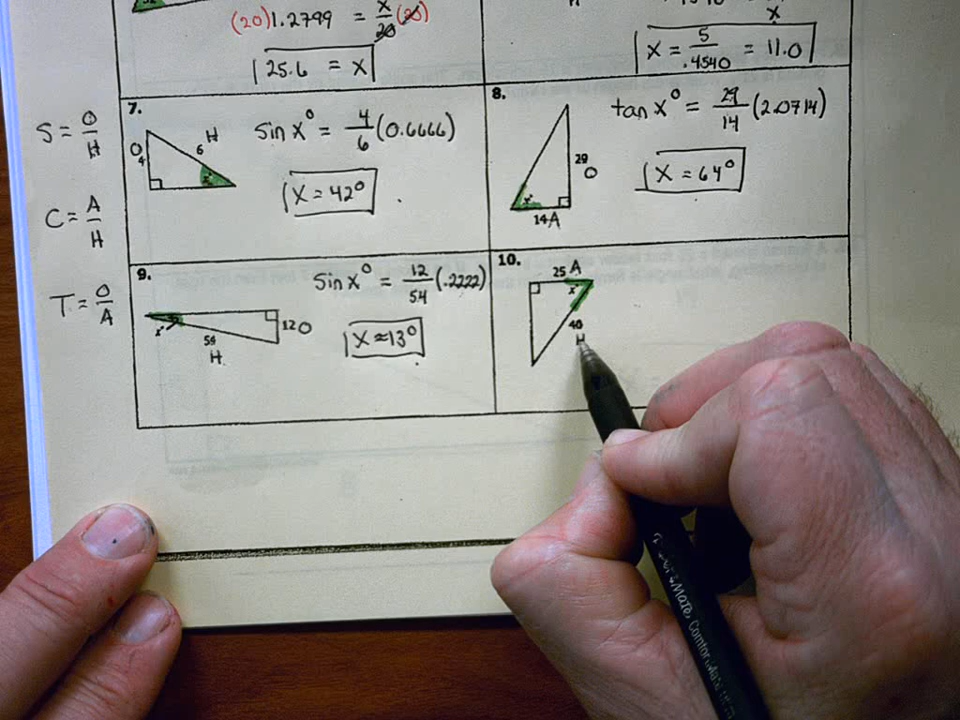 (20)1.2799 = x/20 (20)
25.6 = x
x
x = 5/.4540 = 11.0
S = O/H
C = A/H
T = O/A
7.
O
4
6
H
x°
sin x° = 4/6 (0.6666)
x = 42°
8.
29
O
14 A
x°
tan x° = 29/14 (2.0714)
x = 64°
9.
x°
54
H
12 O
sin x° = 12/54 (.2222)
x ≈ 13°
10.
25 A
x°
40
H